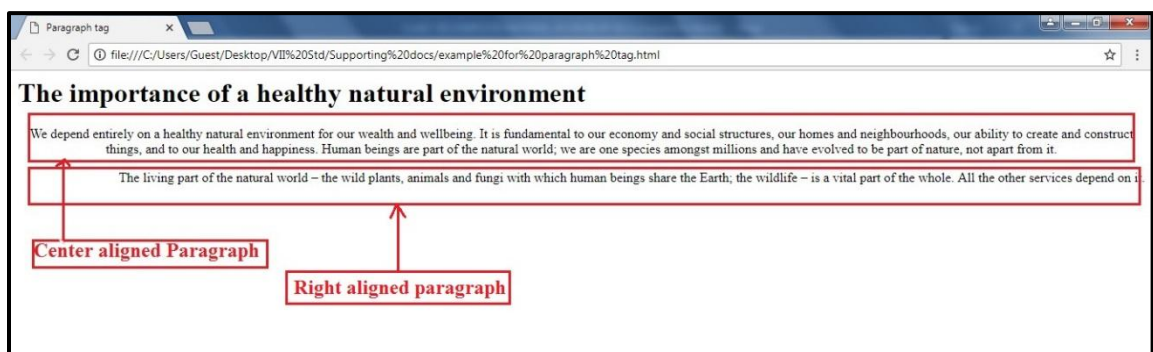 Paragraph tag
file:///C:/Users/Guest/Desktop/VII%20Std/Supporting%20docs/example%20for%20paragraph%20tag.html
The importance of a healthy natural environment
We depend entirely on a healthy natural environment for our wealth and wellbeing. It is fundamental to our economy and social structures, our homes and neighbourhoods, our ability to create and construct
things, and to our health and happiness. Human beings are part of the natural world; we are one species amongst millions and have evolved to be part of nature, not apart from it.
The living part of the natural world – the wild plants, animals and fungi with which human beings share the Earth; the wildlife – is a vital part of the whole. All the other services depend on it.
Center aligned Paragraph
Right aligned paragraph